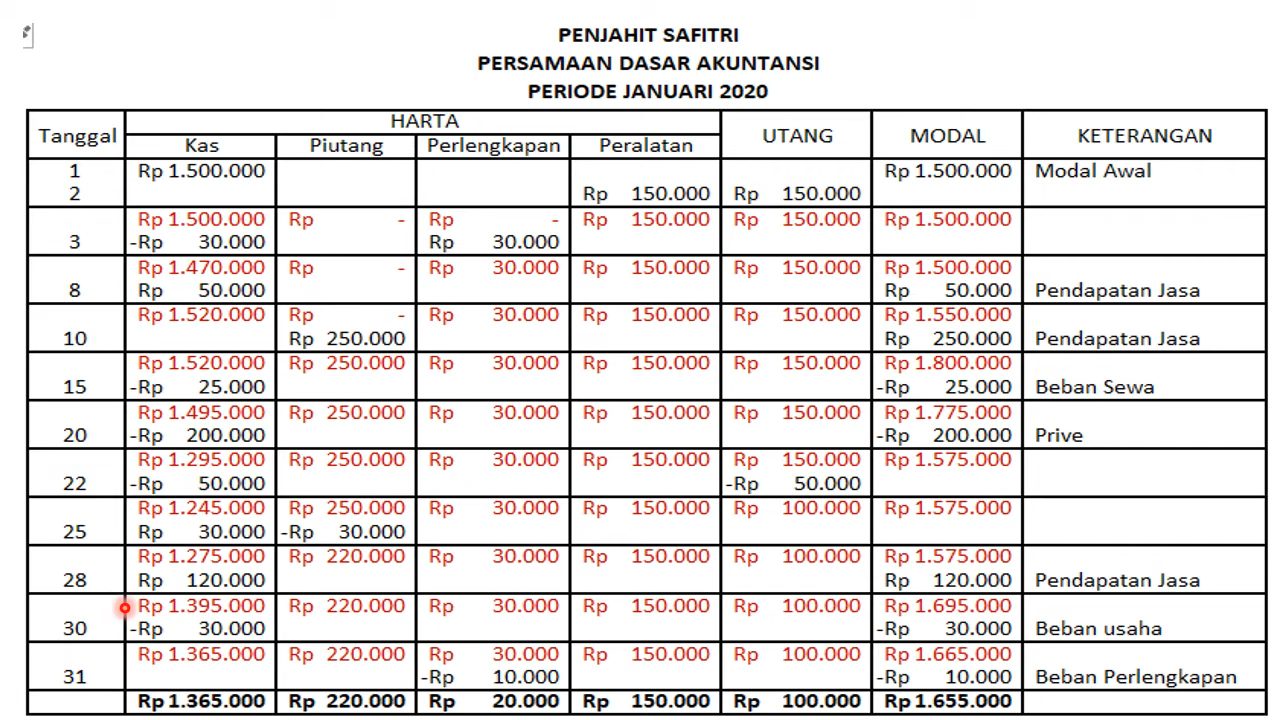 PENJAHIT SAFITRI
PERSAMAAN DASAR AKUNTANSI
PERIODE JANUARI 2020
Tanggal HARTA UTANG MODAL KETERANGAN
Kas Piutang Perlengkapan Peralatan
1 Rp 1.500.000 Rp 1.500.000 Modal Awal
2 Rp 150.000 Rp 150.000
Rp 1.500.000 Rp - Rp - Rp 150.000 Rp 150.000 Rp 1.500.000
3 -Rp 30.000 Rp 30.000
Rp 1.470.000 Rp - Rp 30.000 Rp 150.000 Rp 150.000 Rp 1.500.000
8 Rp 50.000 Rp 50.000 Pendapatan Jasa
Rp 1.520.000 Rp - Rp 30.000 Rp 150.000 Rp 150.000 Rp 1.550.000
10 Rp 250.000 Rp 250.000 Pendapatan Jasa
Rp 1.520.000 Rp 250.000 Rp 30.000 Rp 150.000 Rp 150.000 Rp 1.800.000
15 -Rp 25.000 -Rp 25.000 Beban Sewa
Rp 1.495.000 Rp 250.000 Rp 30.000 Rp 150.000 Rp 150.000 Rp 1.775.000
20 -Rp 200.000 -Rp 200.000 Prive
Rp 1.295.000 Rp 250.000 Rp 30.000 Rp 150.000 Rp 150.000 Rp 1.575.000
22 -Rp 50.000 -Rp 50.000
Rp 1.245.000 Rp 250.000 Rp 30.000 Rp 150.000 Rp 100.000 Rp 1.575.000
25 Rp 30.000 -Rp 30.000
Rp 1.275.000 Rp 220.000 Rp 30.000 Rp 150.000 Rp 100.000 Rp 1.575.000
28 Rp 120.000 Rp 120.000 Pendapatan Jasa
Rp 1.395.000 Rp 220.000 Rp 30.000 Rp 150.000 Rp 100.000 Rp 1.695.000
30 -Rp 30.000 -Rp 30.000 Beban usaha
Rp 1.365.000 Rp 220.000 Rp 30.000 Rp 150.000 Rp 100.000 Rp 1.665.000
31 -Rp 10.000 -Rp 10.000 Beban Perlengkapan
Rp 1.365.000 Rp 220.000 Rp 20.000 Rp 150.000 Rp 100.000 Rp 1.655.000